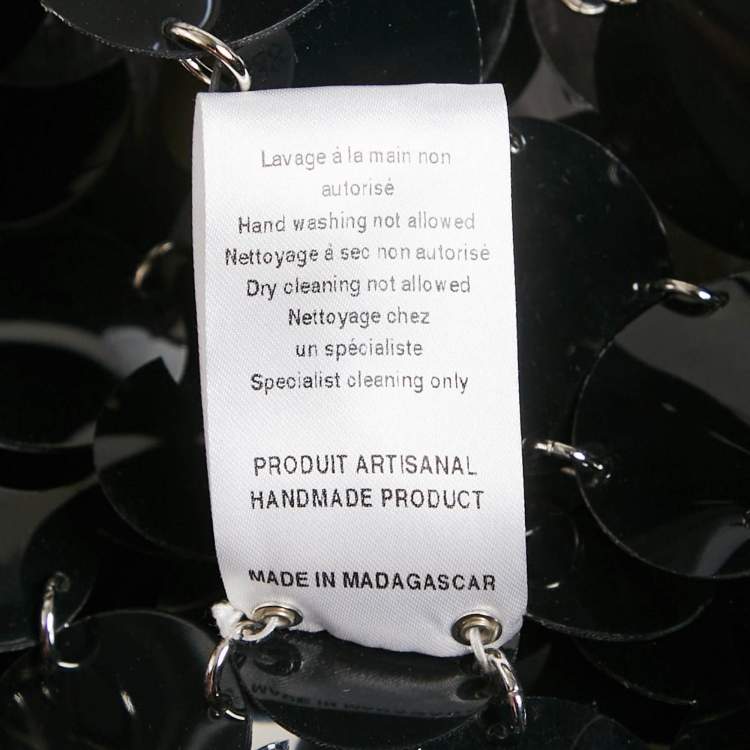 Lavage à la main non
autorisé
Hand washing not allowed
Nettoyage à sec non autorisé
Dry cleaning not allowed
Nettoyage chez
un spécialiste
Specialist cleaning only
PRODUIT ARTISANAL
HANDMADE PRODUCT
MADE IN MADAGASCAR